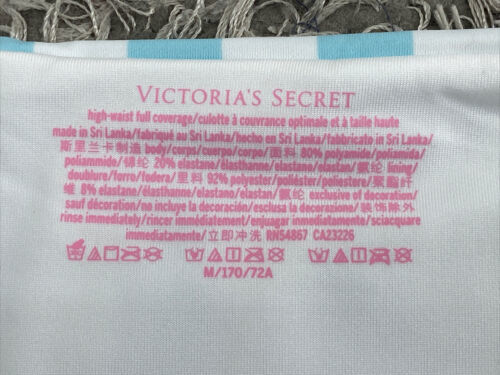 VICTORIA'S SECRET
high-waist full coverage/culotte à couvrance optimale et à taille haute
made in Sri Lanka/fabriqué au Sri Lanka/hecho en Sri Lanka/fabbricato in Sri Lanka/
斯里兰卡制造 body/corps/cuerpo/corpo/面料 80% polyamide/poliamida/
poliammide/锦纶 20% elastane/élasthanne/elastano/elastan/氨纶 lining/
doublure/forro/fodera/里料 92% polyester/poliéster/poliestere/聚酯纤
维 8% elastane/élasthanne/elastano/elastan/氨纶 exclusive of decoration/
sauf décoration/no incluye la decoración/esclusa la decorazione/装饰除外
rinse immediately/rincer immédiatement/enjuagar inmediatamente/sciacquare
immediatamente/立即冲洗 RN54867 CA23226
M/170/72A